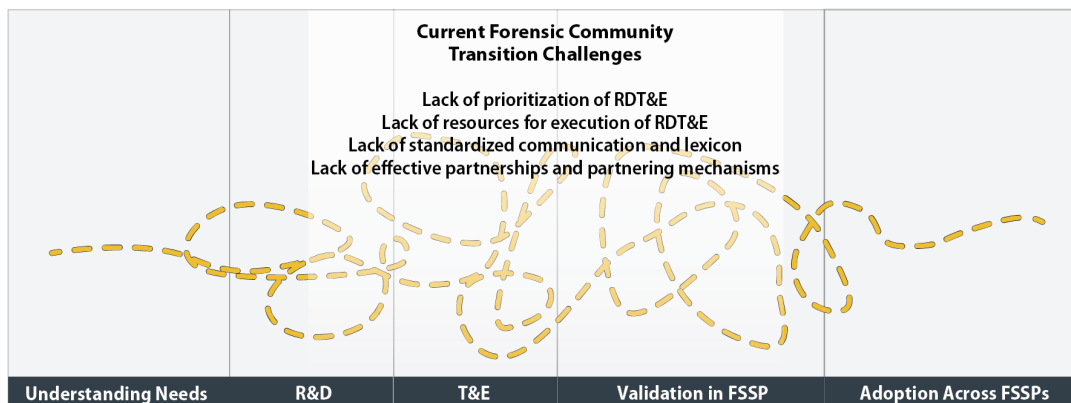 Current Forensic Community
Transition Challenges
Lack of prioritization of RDT&E
Lack of resources for execution of RDT&E
Lack of standardized communication and lexicon
Lack of effective partnerships and partnering mechanisms
Understanding Needs
R&D
T&E
Validation in FSSP
Adoption Across FSSPs